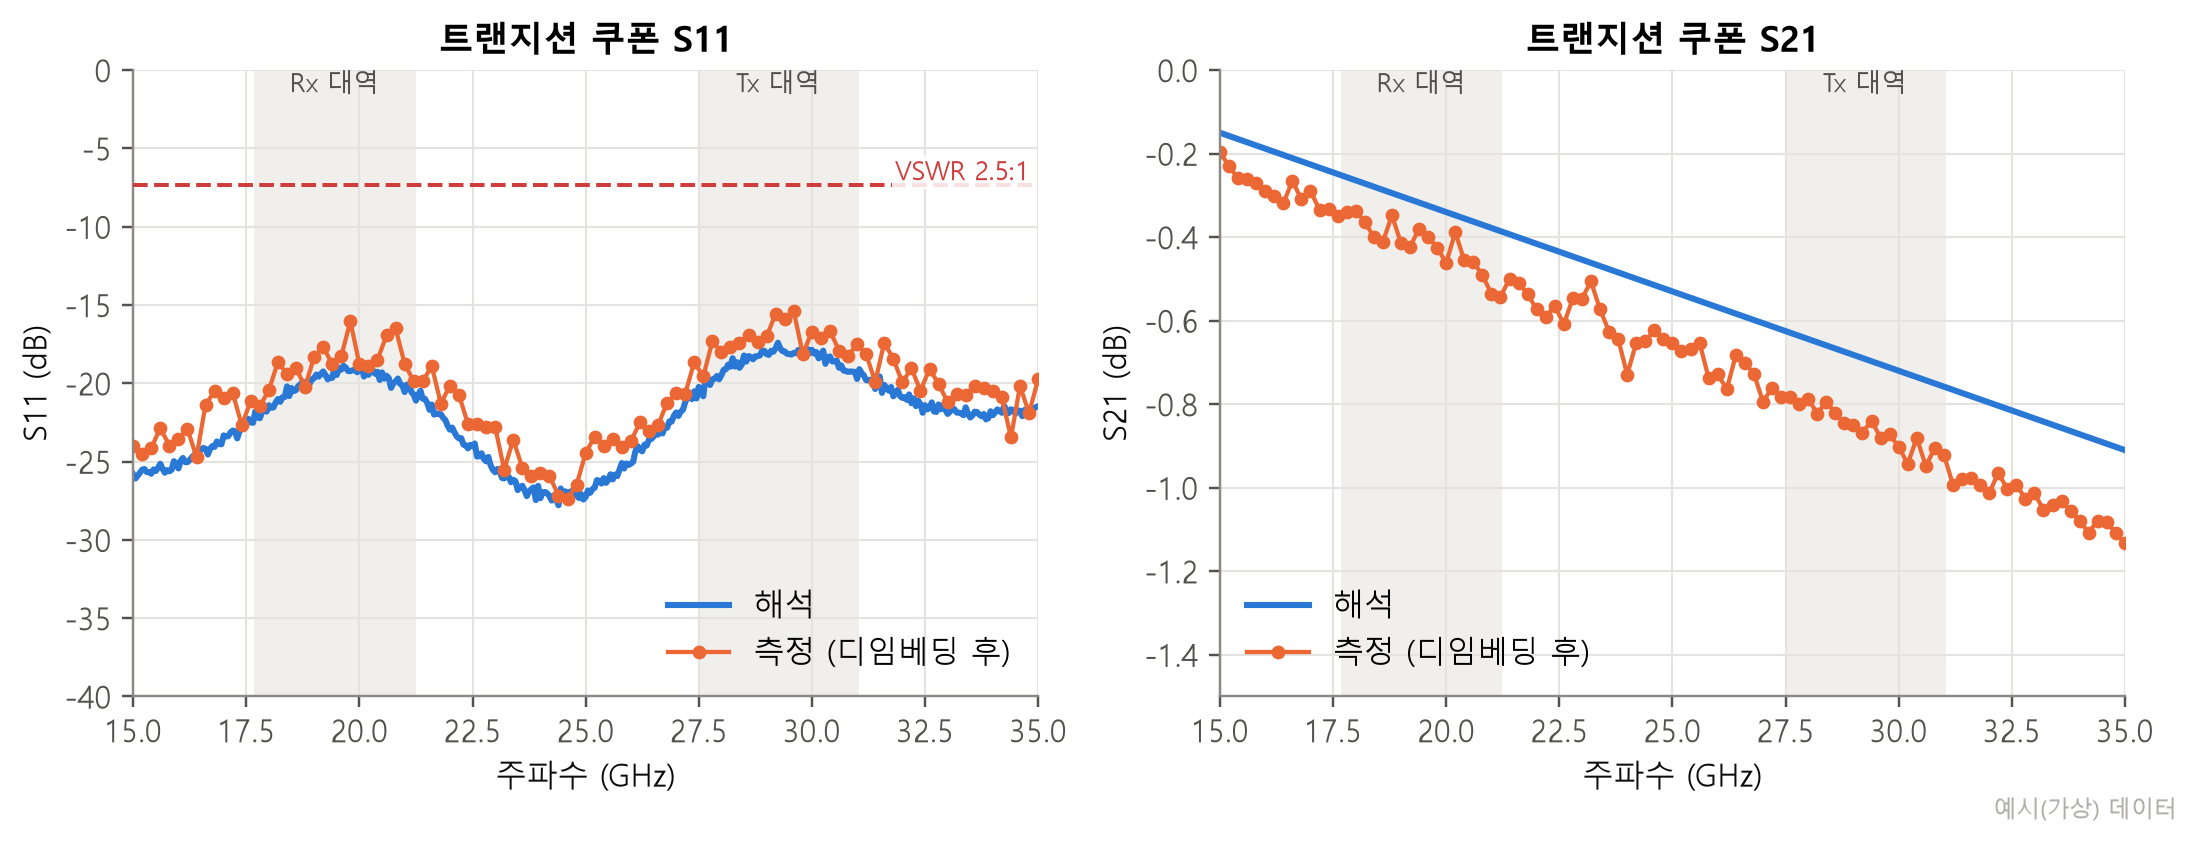 트랜지션 쿠폰 S11
Rx 대역
Tx 대역
VSWR 2.5:1
0
-5
-10
-15
-20
-25
-30
-35
-40
S11 (dB)
해석
측정 (디임베딩 후)
15.0 17.5 20.0 22.5 25.0 27.5 30.0 32.5 35.0
주파수 (GHz)
트랜지션 쿠폰 S21
Rx 대역
Tx 대역
0.0
-0.2
-0.4
-0.6
-0.8
-1.0
-1.2
-1.4
S21 (dB)
해석
측정 (디임베딩 후)
15.0 17.5 20.0 22.5 25.0 27.5 30.0 32.5 35.0
주파수 (GHz)
예시(가상) 데이터